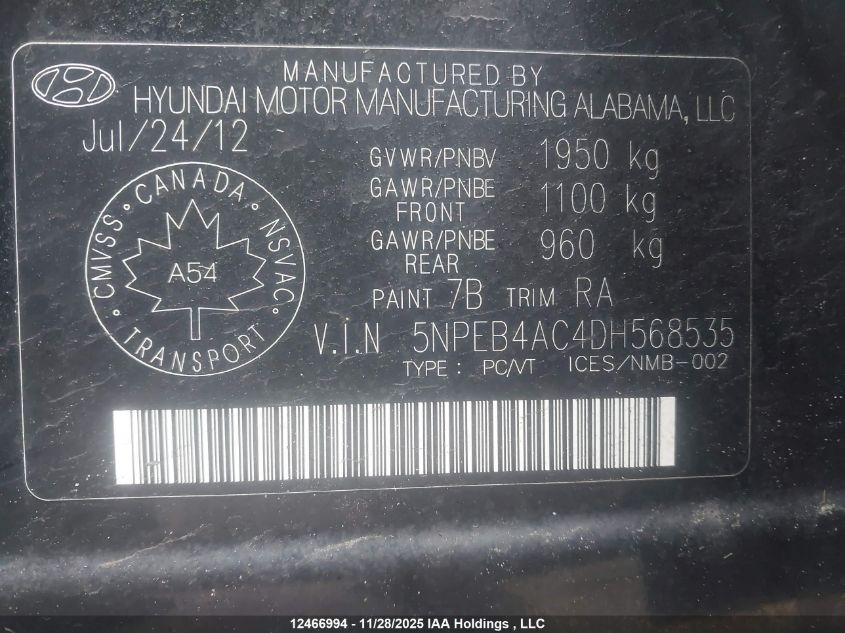 MANUFACTURED BY
HYUNDAI MOTOR MANUFACTURING ALABAMA, LLC
Jul/24/12
GVWR/PNBV 1950 kg
GAWR/PNBE FRONT 1100 kg
GAWR/PNBE REAR 960 kg
PAINT 7B TRIM RA
CANADA · NSVAC · TRANSPORT · CMVSS ·
A54
V.I.N 5NPEB4AC4DH568535
TYPE : PC/VT ICES/NMB-002
12466994 - 11/28/2025 IAA Holdings , LLC